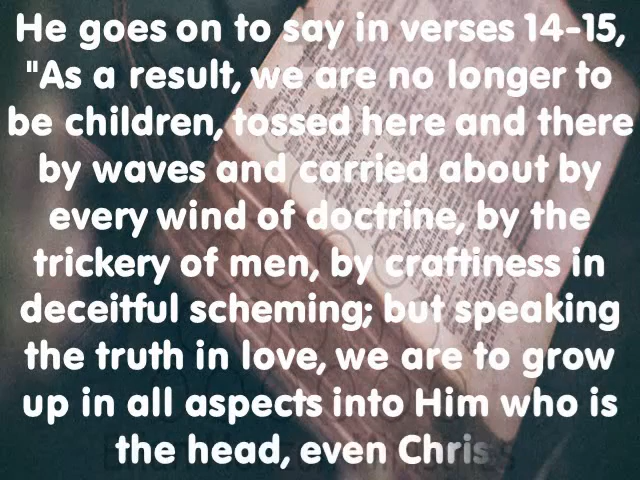 He goes on to say in verses 14-15,
"As a result, we are no longer to
be children, tossed here and there
by waves and carried about by
every wind of doctrine, by the
trickery of men, by craftiness in
deceitful scheming; but speaking
the truth in love, we are to grow
up in all aspects into Him who is
the head, even Chris